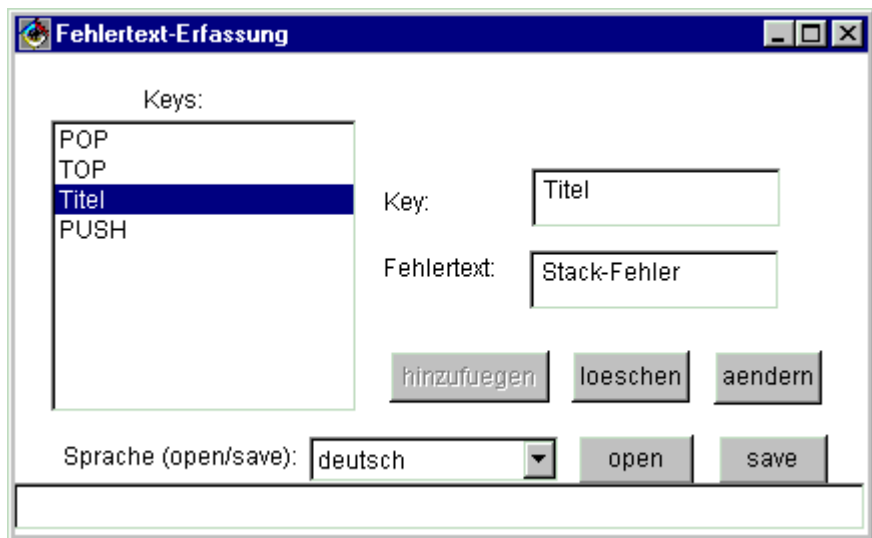 Fehlertext-Erfassung
Keys:
POP
TOP
Titel
PUSH
Key: Titel
Fehlertext: Stack-Fehler
hinzufuegen loeschen aendern
Sprache (open/save): deutsch open save